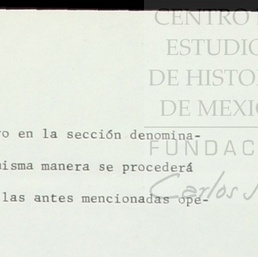 CENTRO
ESTUDIO
DE HISTOR
DE MEXIC
en la sección denomina-
misma manera se procederá
FUNDAC
las antes mencionadas ope-
Carlos